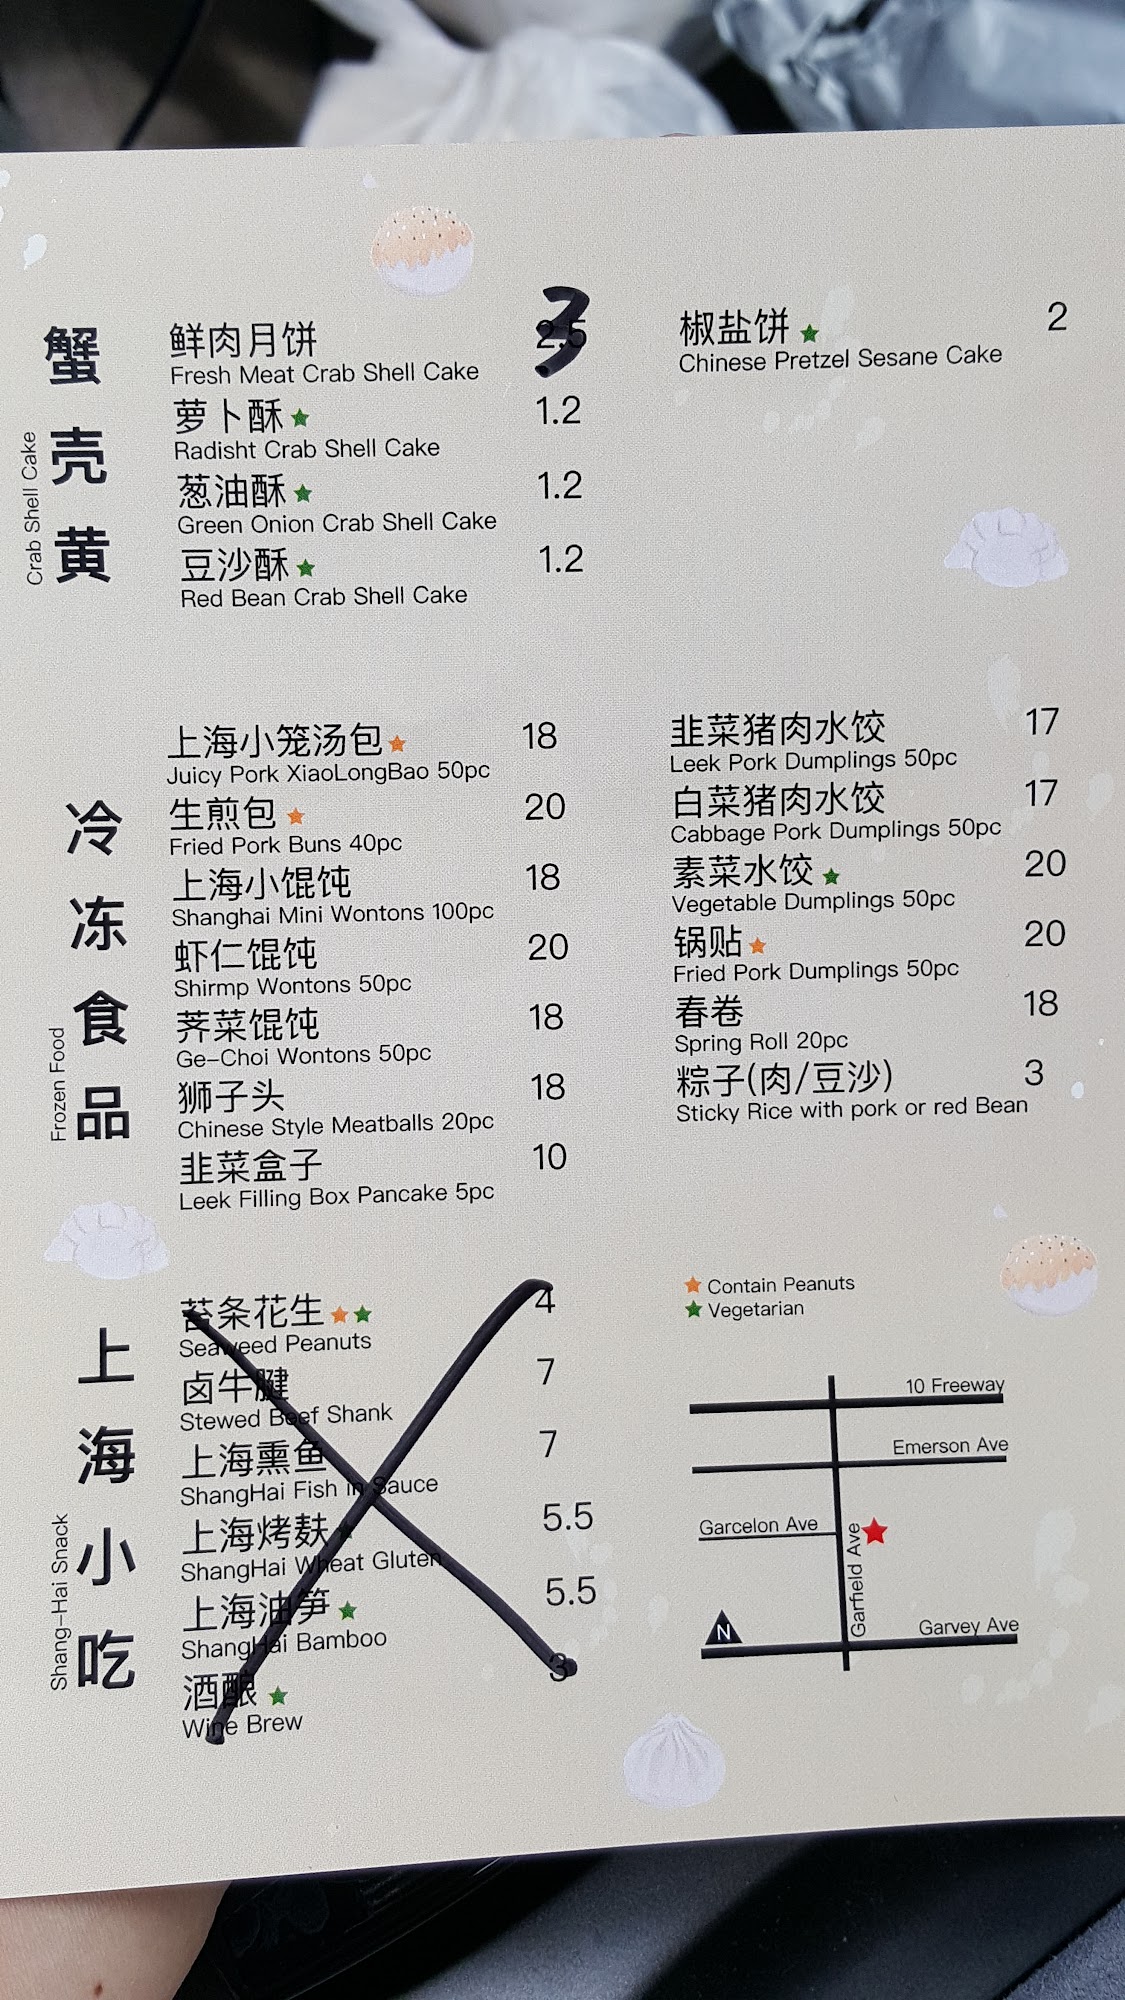 蟹壳黄
Crab Shell Cake
鲜肉月饼 2.5 3
Fresh Meat Crab Shell Cake
萝卜酥 1.2
Radisht Crab Shell Cake
葱油酥 1.2
Green Onion Crab Shell Cake
豆沙酥 1.2
Red Bean Crab Shell Cake
椒盐饼 2
Chinese Pretzel Sesane Cake
冷冻食品
Frozen Food
上海小笼汤包 18
Juicy Pork XiaoLongBao 50pc
生煎包 20
Fried Pork Buns 40pc
上海小馄饨 18
Shanghai Mini Wontons 100pc
虾仁馄饨 20
Shirmp Wontons 50pc
荠菜馄饨 18
Ge-Choi Wontons 50pc
狮子头 18
Chinese Style Meatballs 20pc
韭菜盒子 10
Leek Filling Box Pancake 5pc
韭菜猪肉水饺 17
Leek Pork Dumplings 50pc
白菜猪肉水饺 17
Cabbage Pork Dumplings 50pc
素菜水饺 20
Vegetable Dumplings 50pc
锅贴 20
Fried Pork Dumplings 50pc
春卷 18
Spring Roll 20pc
粽子(肉/豆沙) 3
Sticky Rice with pork or red Bean
上海小吃
Shang-Hai Snack
苔条花生 4
Seaweed Peanuts
卤牛腱 7
Stewed Beef Shank
上海熏鱼 7
ShangHai Fish in Sauce
上海烤麸 5.5
ShangHai Wheat Gluten
上海油笋 5.5
ShangHai Bamboo
酒酿 3
Wine Brew
Contain Peanuts
Vegetarian
10 Freeway
Emerson Ave
Garcelon Ave
Garfield Ave
N
Garvey Ave